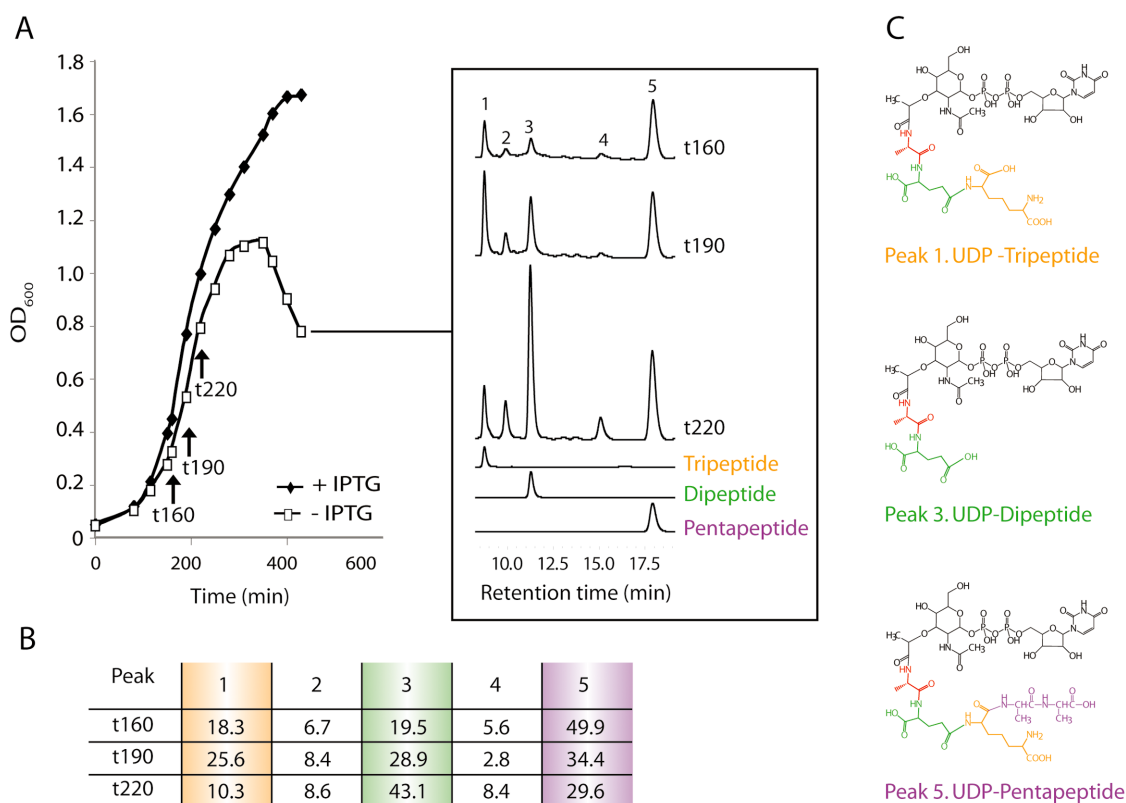 A
OD600
1.8
1.6
1.4
1.2
1.0
0.8
0.6
0.4
0.2
0
t220
t190
t160
+ IPTG
- IPTG
0
200
400
600
Time (min)
1
2
3
4
5
t160
t190
t220
Tripeptide
Dipeptide
Pentapeptide
10.0 12.5 15.0 17.5
Retention time (min)
B
Peak 1 2 3 4 5
t160 18.3 6.7 19.5 5.6 49.9
t190 25.6 8.4 28.9 2.8 34.4
t220 10.3 8.6 43.1 8.4 29.6
C
Peak 1. UDP -Tripeptide
Peak 3. UDP-Dipeptide
Peak 5. UDP-Pentapeptide